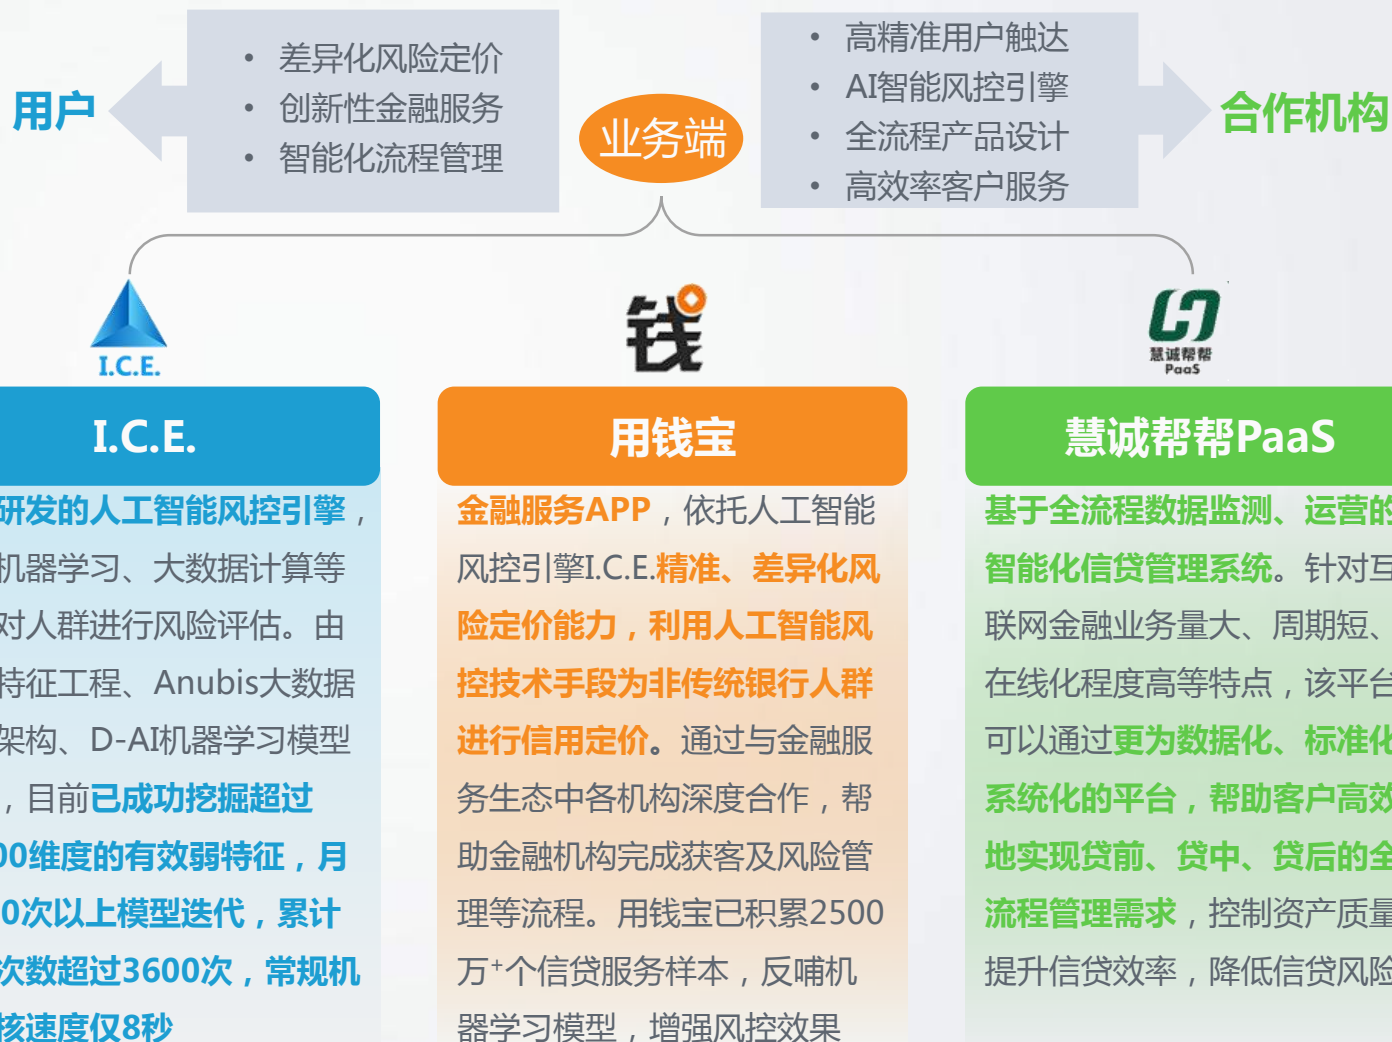 用户
• 差异化风险定价
• 创新性金融服务
• 智能化流程管理
业务端
• 高精准用户触达
• AI智能风控引擎
• 全流程产品设计
• 高效率客户服务
合作机构
I.C.E.
钱
慧诚帮帮
PaaS
I.C.E.
研发的人工智能风控引擎，
机器学习、大数据计算等
对人群进行风险评估。由
特征工程、Anubis大数据
架构、D-AI机器学习模型
，目前已成功挖掘超过
00维度的有效弱特征，月
0次以上模型迭代，累计
次数超过3600次，常规机
核速度仅8秒
用钱宝
金融服务APP，依托人工智能
风控引擎I.C.E.精准、差异化风
险定价能力，利用人工智能风
控技术手段为非传统银行人群
进行信用定价。通过与金融服
务生态中各机构深度合作，帮
助金融机构完成获客及风险管
理等流程。用钱宝已积累2500
万⁺个信贷服务样本，反哺机
器学习模型，增强风控效果
慧诚帮帮PaaS
基于全流程数据监测、运营的
智能化信贷管理系统。针对互
联网金融业务量大、周期短、
在线化程度高等特点，该平台
可以通过更为数据化、标准化
系统化的平台，帮助客户高效
地实现贷前、贷中、贷后的全
流程管理需求，控制资产质量
提升信贷效率，降低信贷风险